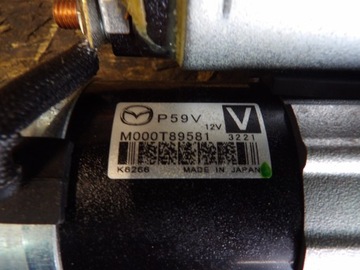 P59V 12V V
M000T89581 3221
K6266 MADE IN JAPAN